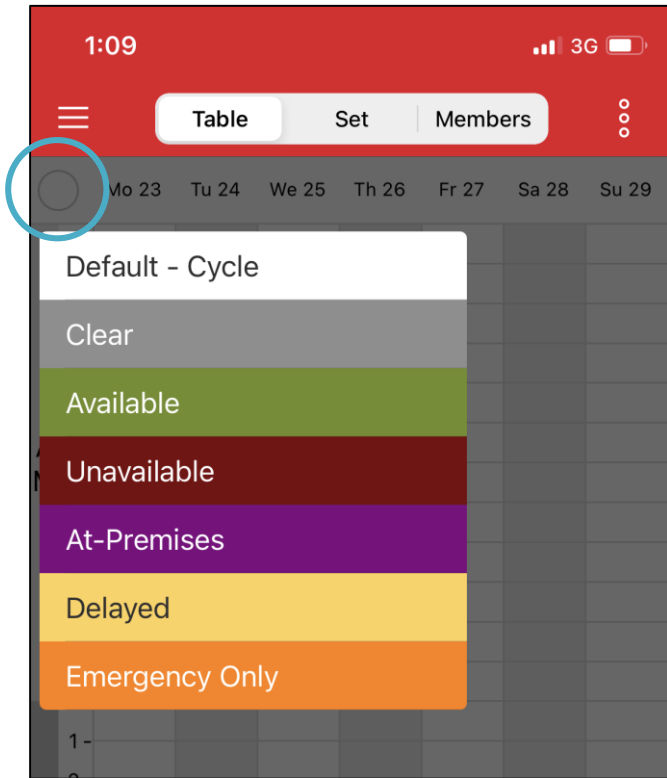 1:09 3G
Table Set Members
Mo 23 Tu 24 We 25 Th 26 Fr 27 Sa 28 Su 29
Default - Cycle
Clear
Available
Unavailable
At-Premises
Delayed
Emergency Only
1 -